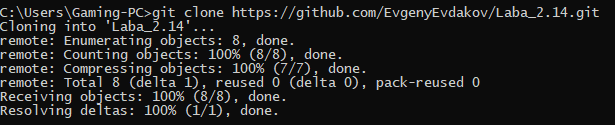 C:\Users\Gaming-PC>git clone https://github.com/EvgenyEvdakov/Laba_2.14.git
Cloning into 'Laba_2.14'...
remote: Enumerating objects: 8, done.
remote: Counting objects: 100% (8/8), done.
remote: Compressing objects: 100% (7/7), done.
remote: Total 8 (delta 1), reused 0 (delta 0), pack-reused 0
Receiving objects: 100% (8/8), done.
Resolving deltas: 100% (1/1), done.